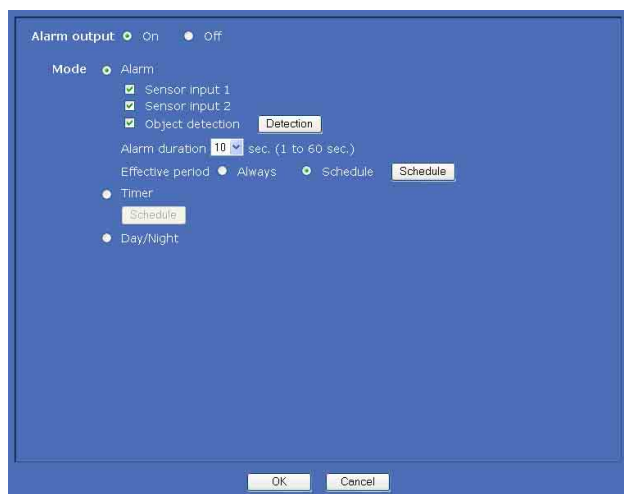 Alarm output On Off
Mode Alarm
Sensor input 1
Sensor input 2
Object detection Detection
Alarm duration 10 sec. (1 to 60 sec.)
Effective period Always Schedule Schedule
Timer
Schedule
Day/Night
OK Cancel